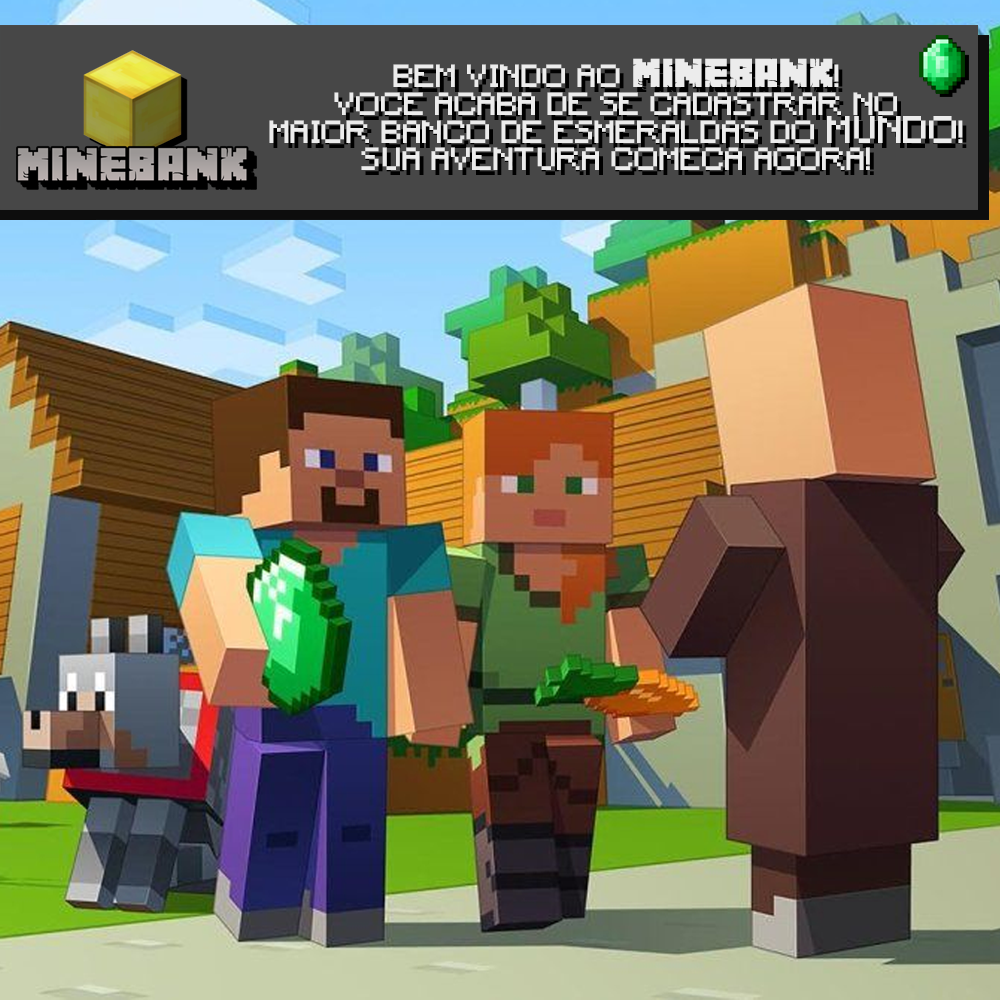 BEM VINDO AO MINEBANK!
VOCE ACABA DE SE CADASTRAR NO
MAIOR BANCO DE ESMERALDAS DO MUNDO!
SUA AVENTURA COMECA AGORA!
MINEBANK